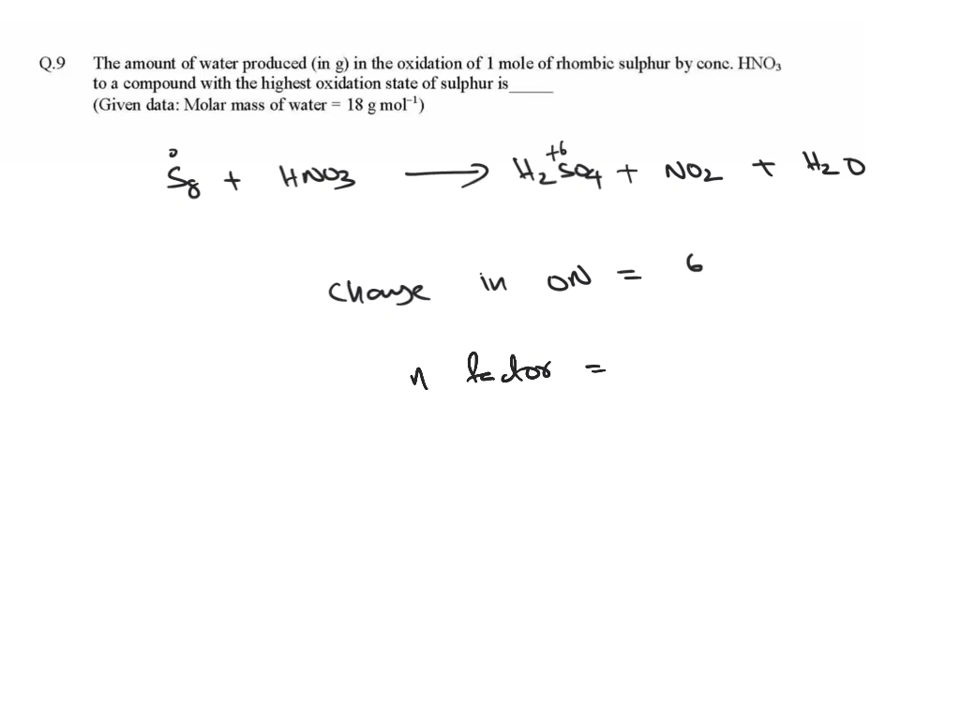 Q.9 The amount of water produced (in g) in the oxidation of 1 mole of rhombic sulphur by conc. HNO₃
to a compound with the highest oxidation state of sulphur is_____
(Given data: Molar mass of water = 18 g mol⁻¹)
0 +6
S₈ + HNO₃ → H₂SO₄ + NO₂ + H₂O
change in ON = 6
n factor =